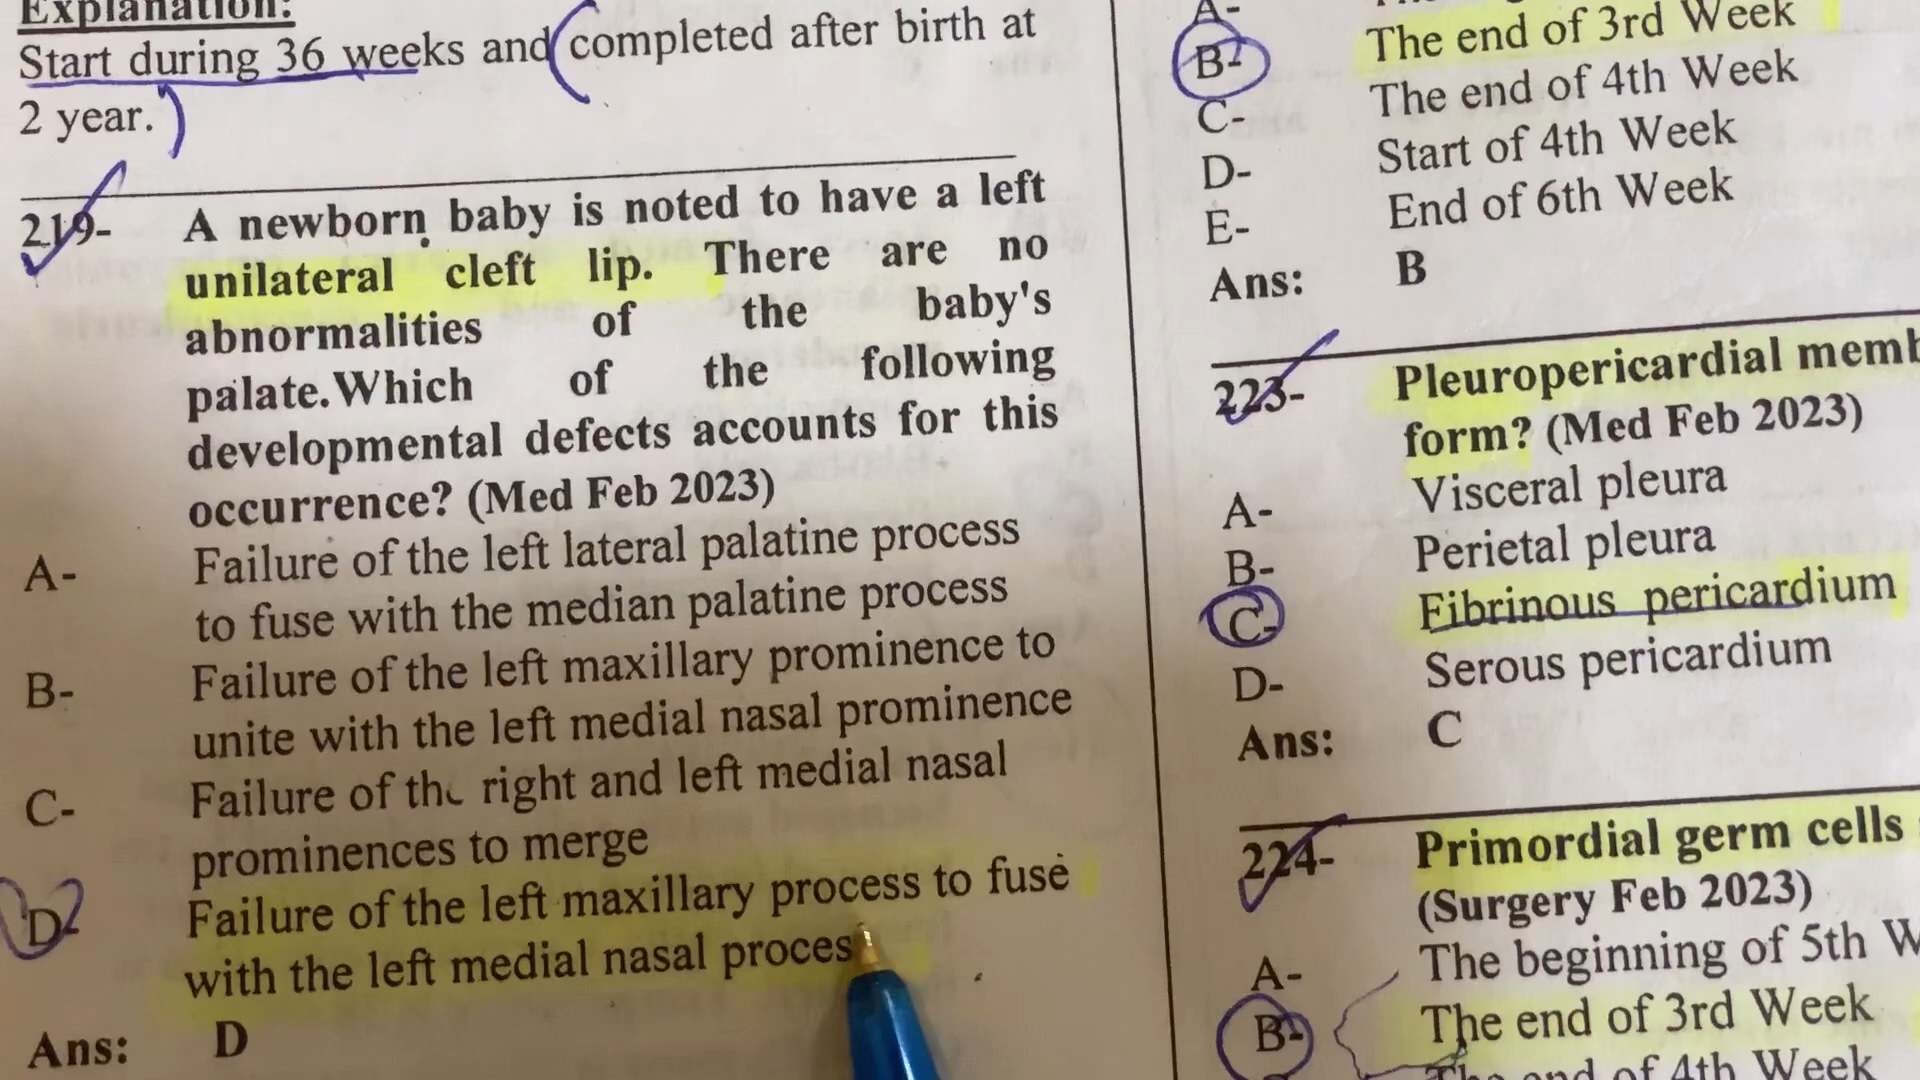 Explanation:
Start during 36 weeks and completed after birth at
2 year.
219- A newborn baby is noted to have a left
unilateral cleft lip. There are no
abnormalities of the baby's
palate.Which of the following
developmental defects accounts for this
occurrence? (Med Feb 2023)
A- Failure of the left lateral palatine process
to fuse with the median palatine process
B- Failure of the left maxillary prominence to
unite with the left medial nasal prominence
C- Failure of the right and left medial nasal
prominences to merge
D- Failure of the left maxillary process to fuse
with the left medial nasal proces
Ans: D
A-
B- The end of 3rd Week
C- The end of 4th Week
D- Start of 4th Week
E- End of 6th Week
Ans: B
223- Pleuropericardial
form? (Med Feb 2023)
A- Visceral pleura
B- Perietal pleura
C- Fibrinous pericardium
D- Serous pericardium
Ans: C
224- Primordial germ cells
(Surgery Feb 2023)
A- The beginning of 5th W
B- The end of 3rd Week
The end of 4th Week